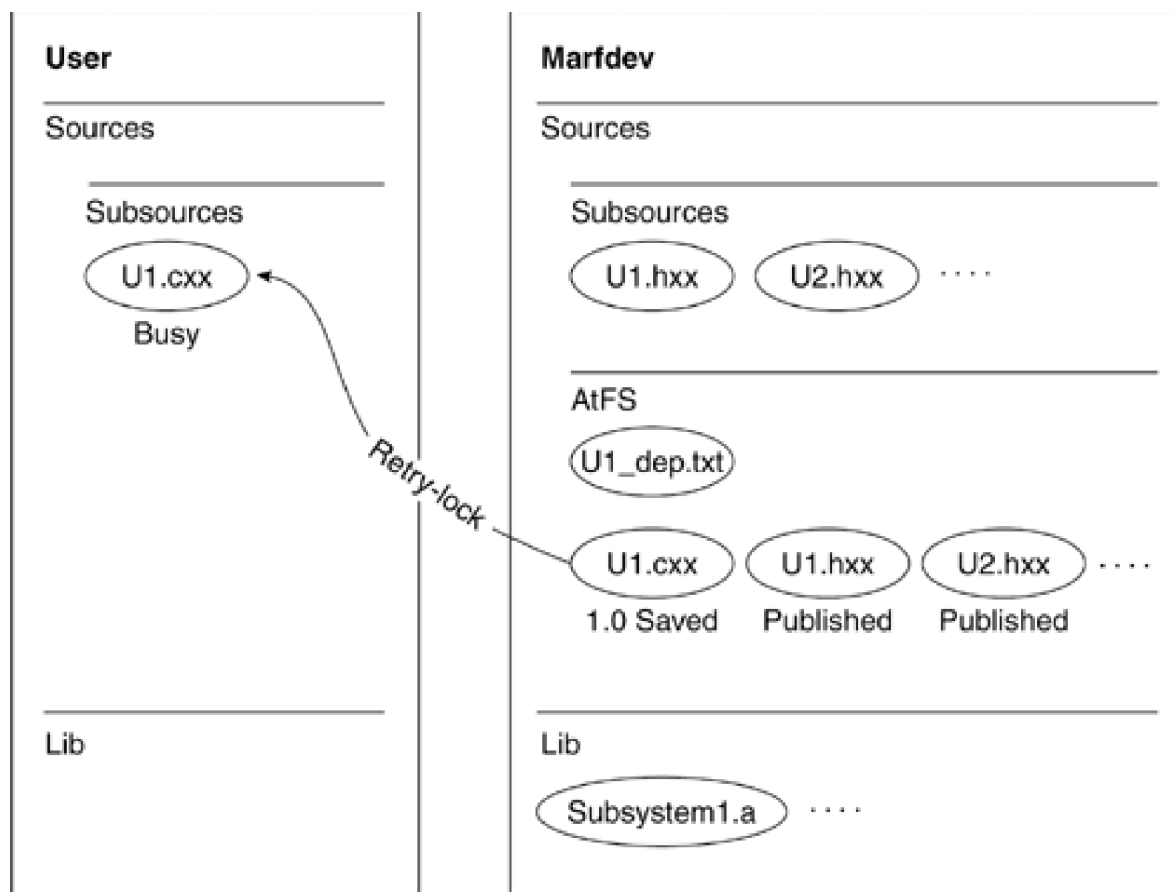 User
Sources
Subsources
U1.cxx
Busy
Retry-lock
Marfdev
Sources
Subsources
U1.hxx U2.hxx ....
AtFS
U1_dep.txt
U1.cxx U1.hxx U2.hxx ....
1.0 Saved Published Published
Lib
Lib
Subsystem1.a ....